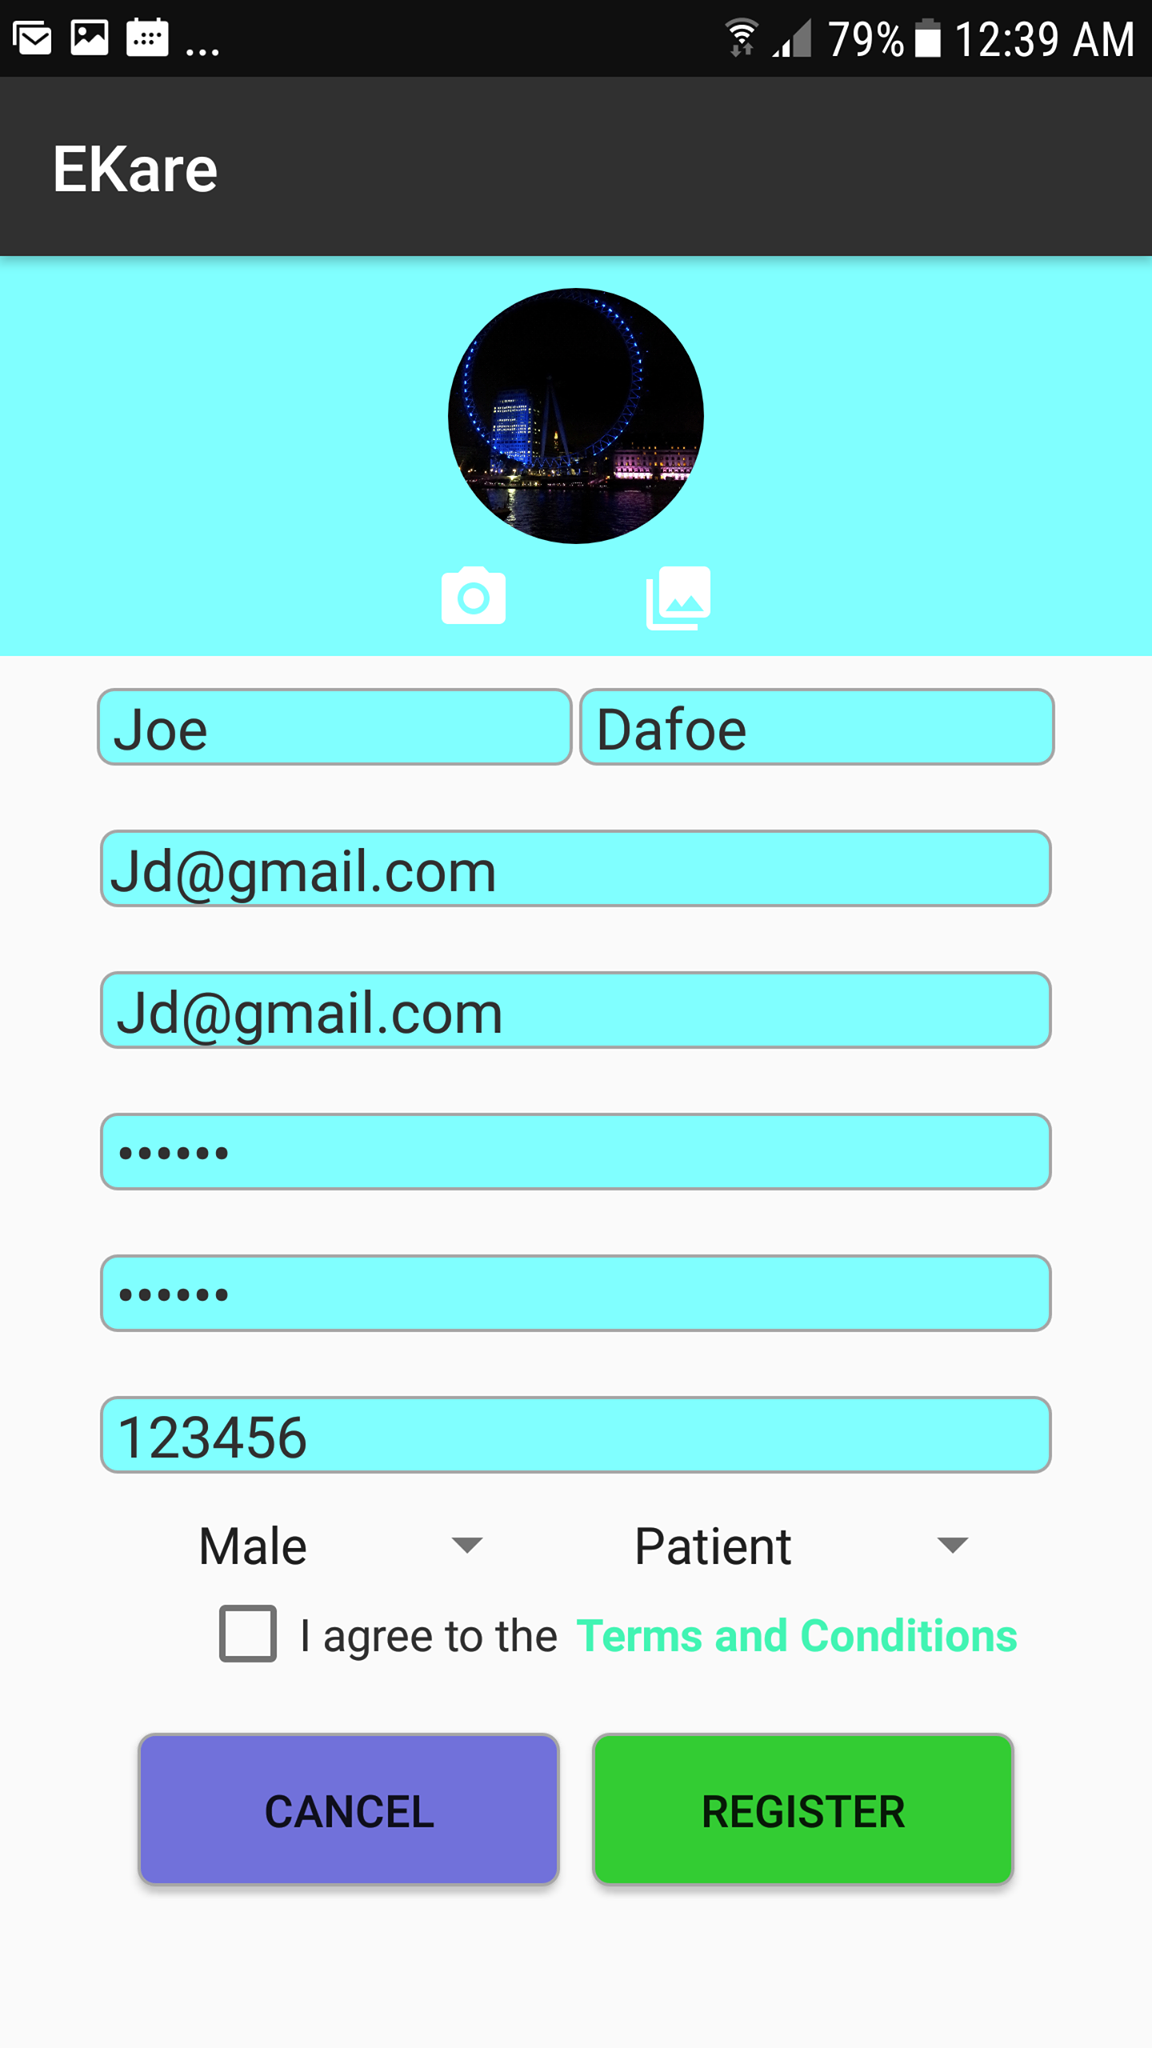 ... 79% 12:39 AM
EKare
Joe Dafoe
Jd@gmail.com
Jd@gmail.com
••••••
••••••
123456
Male Patient
I agree to the Terms and Conditions
CANCEL REGISTER